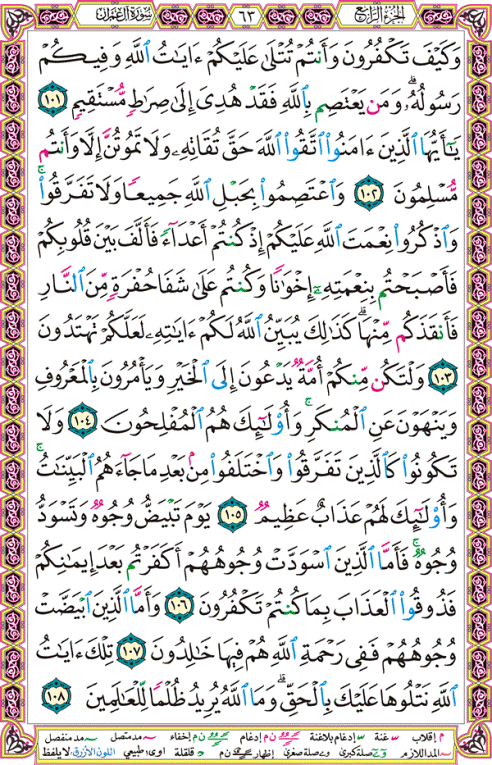 الجزء الرابع ٦٣ سورة آل عمران
وَكَيْفَ تَكْفُرُونَ وَأَنتُمْ تُتْلَىٰ عَلَيْكُمْ ءَايَـٰتُ ٱللَّهِ وَفِيكُمْ
رَسُولُهُۥ ۗ وَمَن يَعْتَصِم بِٱللَّهِ فَقَدْ هُدِىَ إِلَىٰ صِرَٰطٍ مُّسْتَقِيمٍ ١٠١
يَـٰٓأَيُّهَا ٱلَّذِينَ ءَامَنُوا۟ ٱتَّقُوا۟ ٱللَّهَ حَقَّ تُقَاتِهِۦ وَلَا تَمُوتُنَّ إِلَّا وَأَنتُم
مُّسْلِمُونَ ١٠٢ وَٱعْتَصِمُوا۟ بِحَبْلِ ٱللَّهِ جَمِيعًا وَلَا تَفَرَّقُوا۟ ۚ
وَٱذْكُرُوا۟ نِعْمَتَ ٱللَّهِ عَلَيْكُمْ إِذْ كُنتُمْ أَعْدَآءً فَأَلَّفَ بَيْنَ قُلُوبِكُمْ
فَأَصْبَحْتُم بِنِعْمَتِهِۦٓ إِخْوَٰنًا وَكُنتُمْ عَلَىٰ شَفَا حُفْرَةٍ مِّنَ ٱلنَّارِ
فَأَنقَذَكُم مِّنْهَا ۗ كَذَٰلِكَ يُبَيِّنُ ٱللَّهُ لَكُمْ ءَايَـٰتِهِۦ لَعَلَّكُمْ تَهْتَدُونَ
١٠٣ وَلْتَكُن مِّنكُمْ أُمَّةٌ يَدْعُونَ إِلَى ٱلْخَيْرِ وَيَأْمُرُونَ بِٱلْمَعْرُوفِ
وَيَنْهَوْنَ عَنِ ٱلْمُنكَرِ ۚ وَأُو۟لَـٰٓئِكَ هُمُ ٱلْمُفْلِحُونَ ١٠٤ وَلَا
تَكُونُوا۟ كَٱلَّذِينَ تَفَرَّقُوا۟ وَٱخْتَلَفُوا۟ مِنۢ بَعْدِ مَا جَآءَهُمُ ٱلْبَيِّنَـٰتُ ۚ
وَأُو۟لَـٰٓئِكَ لَهُمْ عَذَابٌ عَظِيمٌ ١٠٥ يَوْمَ تَبْيَضُّ وُجُوهٌ وَتَسْوَدُّ
وُجُوهٌ ۚ فَأَمَّا ٱلَّذِينَ ٱسْوَدَّتْ وُجُوهُهُمْ أَكَفَرْتُم بَعْدَ إِيمَـٰنِكُمْ
فَذُوقُوا۟ ٱلْعَذَابَ بِمَا كُنتُمْ تَكْفُرُونَ ١٠٦ وَأَمَّا ٱلَّذِينَ ٱبْيَضَّتْ
وُجُوهُهُمْ فَفِى رَحْمَةِ ٱللَّهِ هُمْ فِيهَا خَـٰلِدُونَ ١٠٧ تِلْكَ ءَايَـٰتُ
ٱللَّهِ نَتْلُوهَا عَلَيْكَ بِٱلْحَقِّ ۗ وَمَا ٱللَّهُ يُرِيدُ ظُلْمًا لِّلْعَـٰلَمِينَ ١٠٨
م إقلاب غنة إدغام بلاغنة ن م إدغام ن م إخفاء مد متصل مد منفصل
المد اللازم صلة كبرى وصلة صغرى إظهار ن م قلقلة اوى: طبيعي اللون الأزرق: لا يلفظ